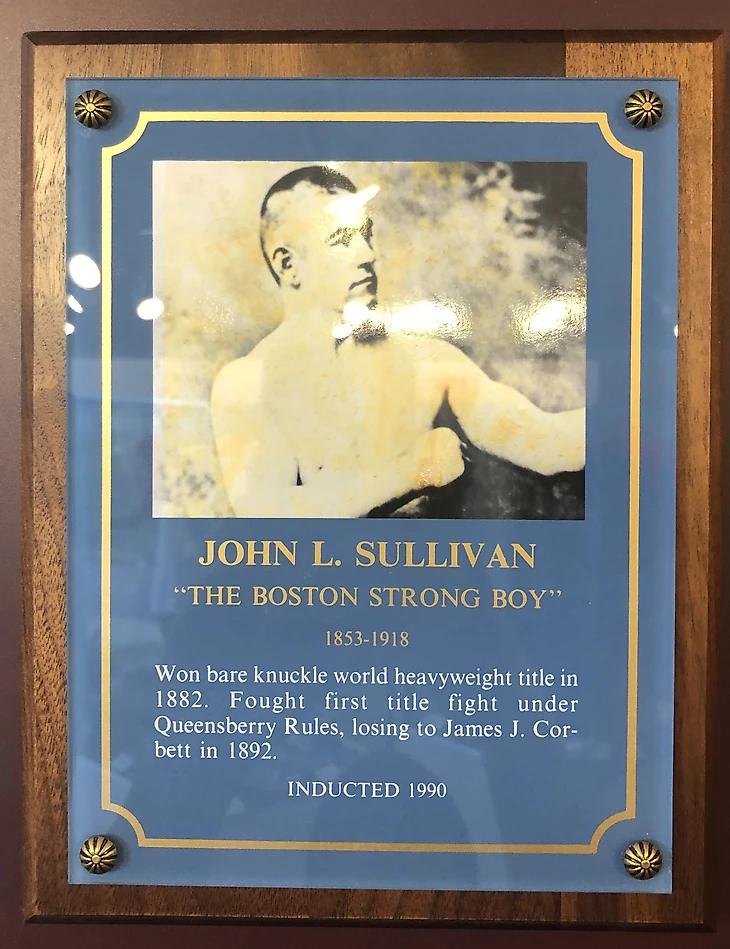 JOHN L. SULLIVAN
“THE BOSTON STRONG BOY”
1853-1918
Won bare knuckle world heavyweight title in
1882. Fought first title fight under
Queensberry Rules, losing to James J. Cor-
bett in 1892.
INDUCTED 1990